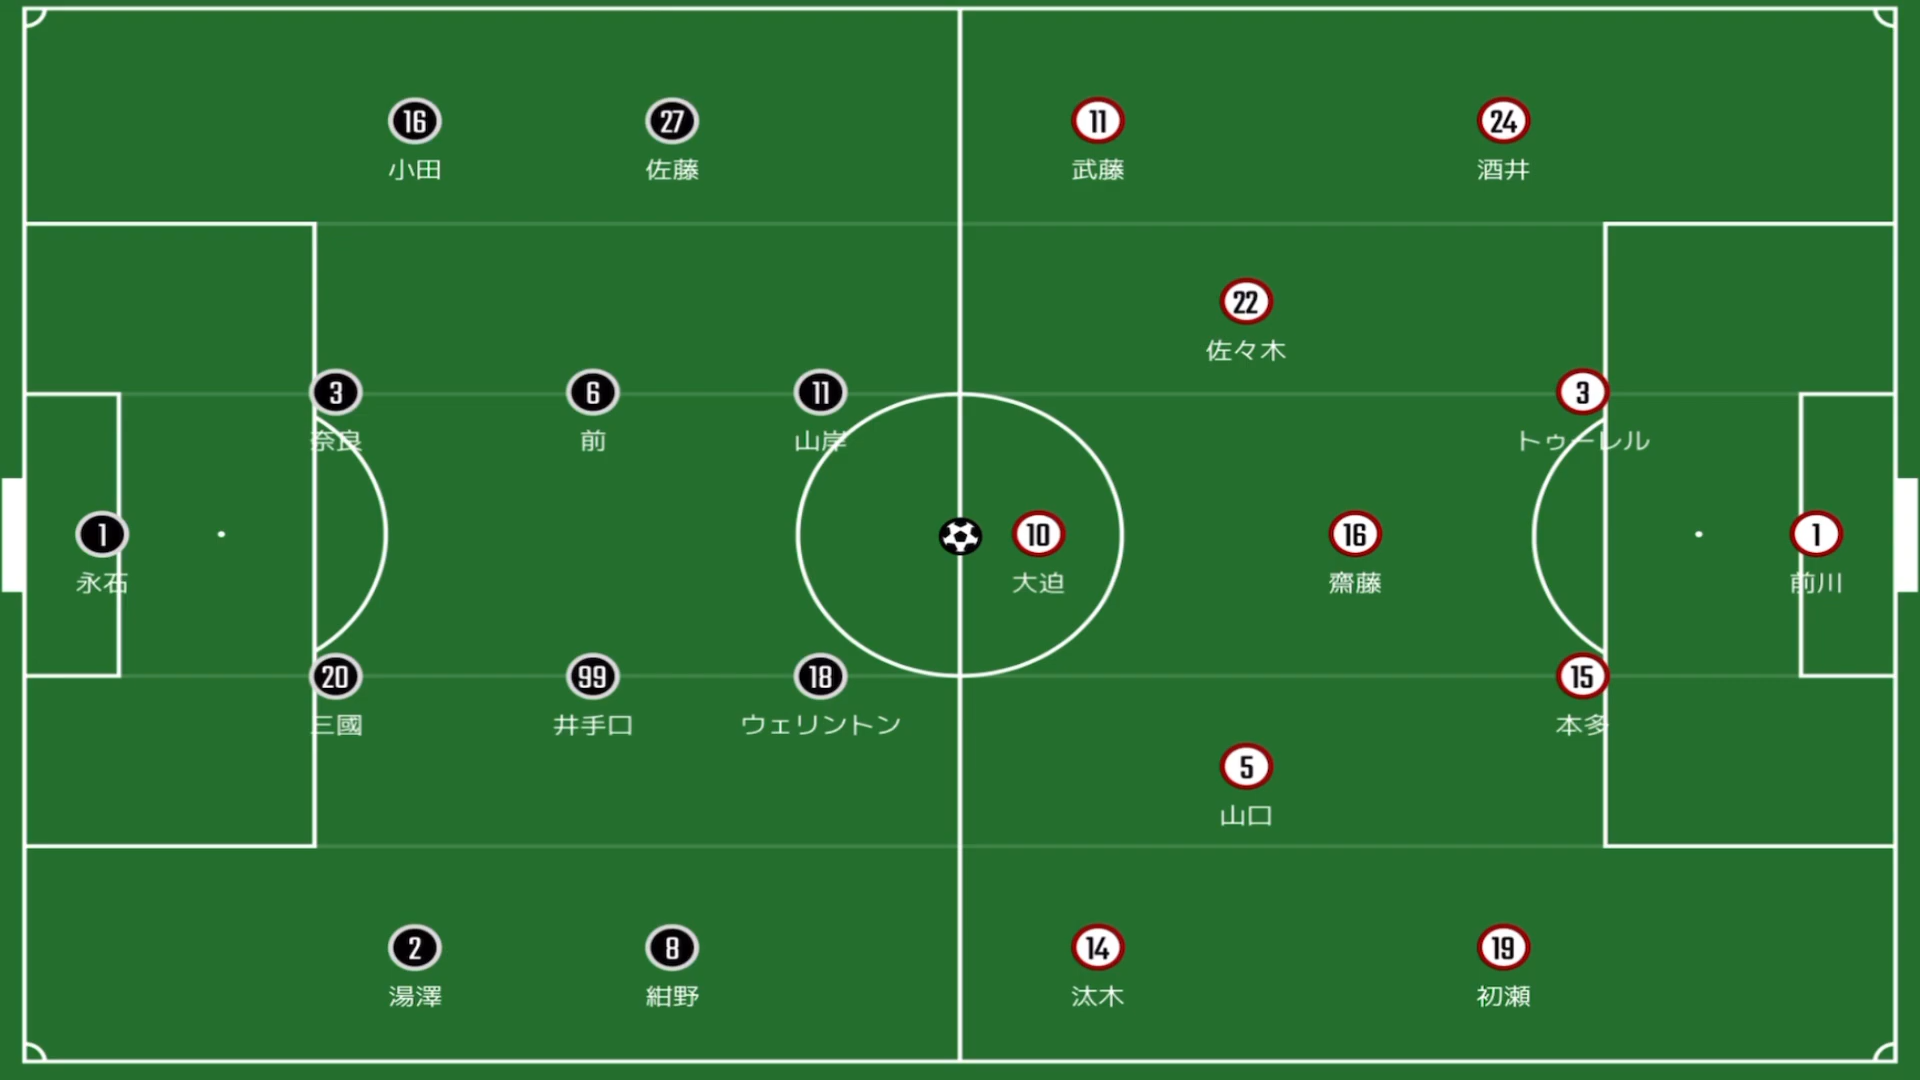 16
小田
27
佐藤
11
武藤
24
酒井
22
佐々木
3
奈良
6
前
11
山岸
3
トゥーレル
1
永石
10
大迫
16
齋藤
1
前川
20
三國
99
井手口
18
ウェリントン
15
本多
5
山口
2
湯澤
8
紺野
14
汰木
19
初瀬